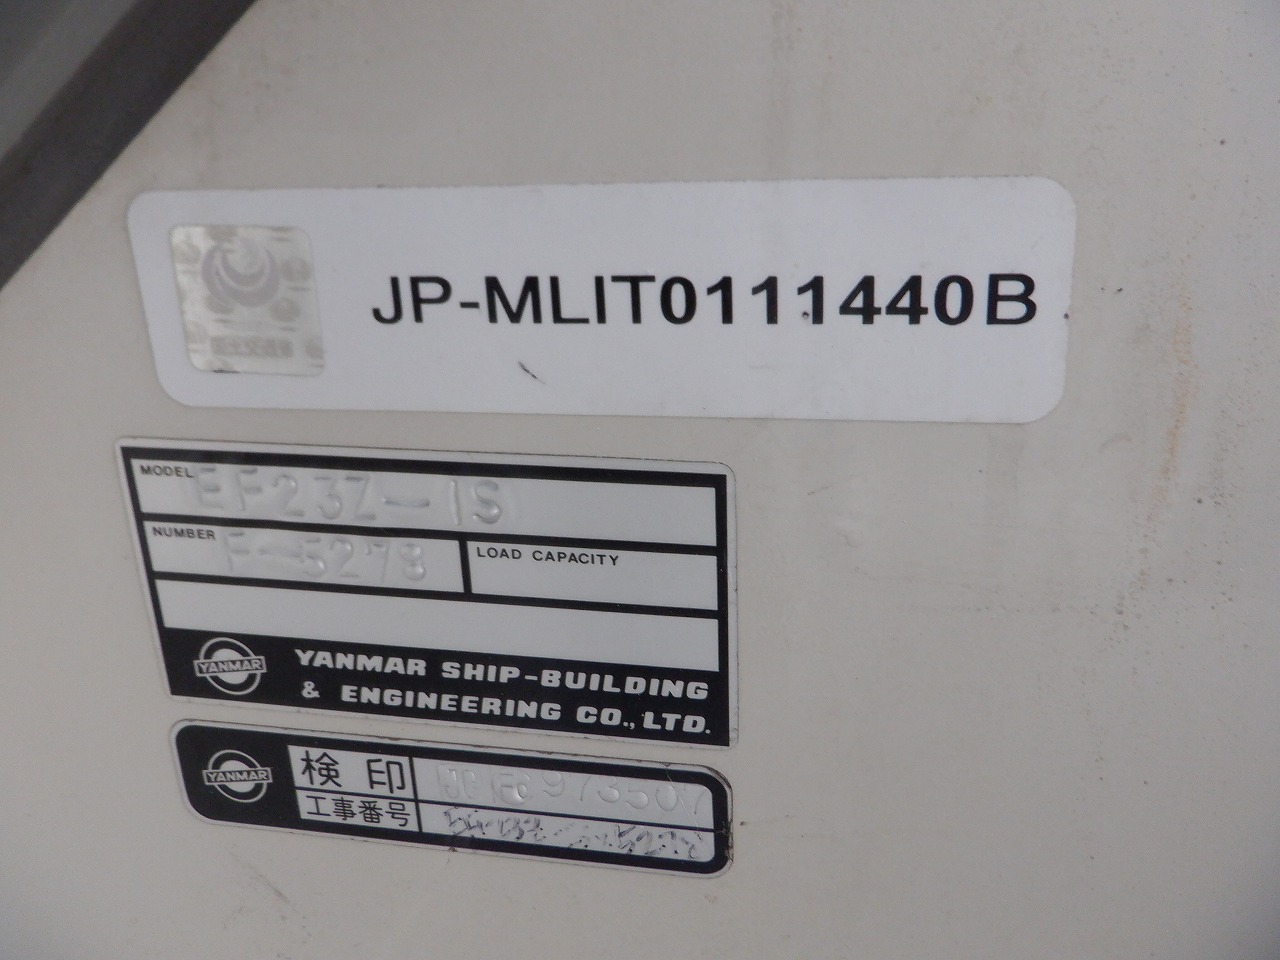 JP-MLIT0111440B
MODEL EF23Z-1S
NUMBER F-5278 LOAD CAPACITY
YANMAR YANMAR SHIP-BUILDING
& ENGINEERING CO., LTD.
YANMAR
検印
工事番号